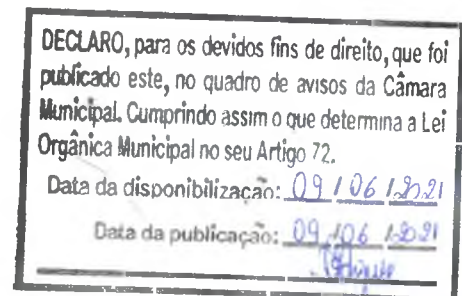 DECLARO, para os devidos fins de direito, que foi
publicado este, no quadro de avisos da Câmara
Municipal. Cumprindo assim o que determina a Lei
Orgânica Municipal no seu Artigo 72.
Data da disponibilização: 09 / 06 / 2021
Data da publicação: 09 / 06 / 2021